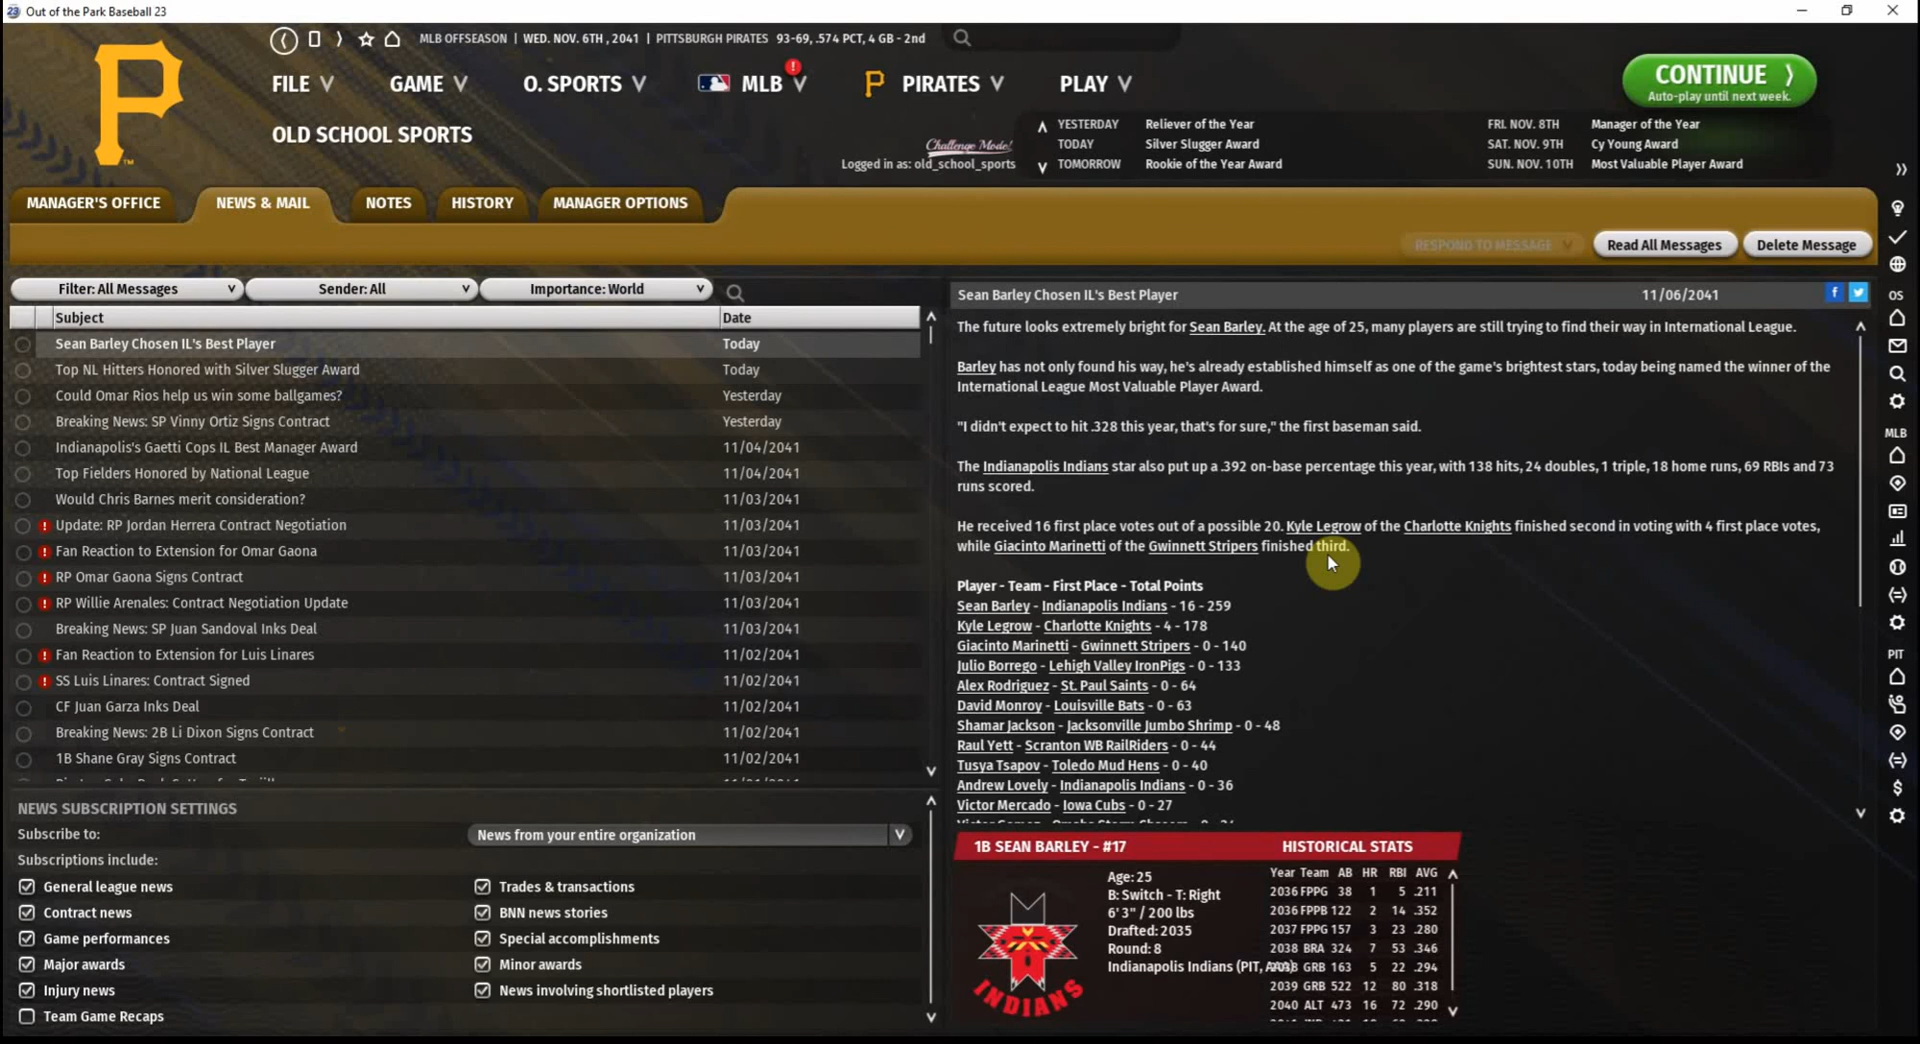 Out of the Park Baseball 23
MLB OFFSEASON | WED. NOV. 6TH , 2041 | PITTSBURGH PIRATES 93-69, .574 PCT, 4 GB - 2nd
FILE GAME O. SPORTS MLB PIRATES PLAY
CONTINUE
Auto-play until next week.
OLD SCHOOL SPORTS
Challenge Mode!
Logged in as: old_school_sports
YESTERDAY Reliever of the Year
TODAY Silver Slugger Award
TOMORROW Rookie of the Year Award
FRI. NOV. 8TH Manager of the Year
SAT. NOV. 9TH Cy Young Award
SUN. NOV. 10TH Most Valuable Player Award
MANAGER'S OFFICE NEWS & MAIL NOTES HISTORY MANAGER OPTIONS
RESPOND TO MESSAGE Read All Messages Delete Message
Filter: All Messages Sender: All Importance: World
Subject Date
Sean Barley Chosen IL's Best Player Today
Top NL Hitters Honored with Silver Slugger Award Today
Could Omar Rios help us win some ballgames? Yesterday
Breaking News: SP Vinny Ortiz Signs Contract Yesterday
Indianapolis's Gaetti Cops IL Best Manager Award 11/04/2041
Top Fielders Honored by National League 11/04/2041
Would Chris Barnes merit consideration? 11/03/2041
Update: RP Jordan Herrera Contract Negotiation 11/03/2041
Fan Reaction to Extension for Omar Gaona 11/03/2041
RP Omar Gaona Signs Contract 11/03/2041
RP Willie Arenales: Contract Negotiation Update 11/03/2041
Breaking News: SP Juan Sandoval Inks Deal 11/03/2041
Fan Reaction to Extension for Luis Linares 11/02/2041
SS Luis Linares: Contract Signed 11/02/2041
CF Juan Garza Inks Deal 11/02/2041
Breaking News: 2B Li Dixon Signs Contract 11/02/2041
1B Shane Gray Signs Contract 11/02/2041
NEWS SUBSCRIPTION SETTINGS
Subscribe to: News from your entire organization
Subscriptions include:
General league news Trades & transactions
Contract news BNN news stories
Game performances Special accomplishments
Major awards Minor awards
Injury news News involving shortlisted players
Team Game Recaps
Sean Barley Chosen IL's Best Player 11/06/2041
The future looks extremely bright for Sean Barley. At the age of 25, many players are still trying to find their way in International League.
Barley has not only found his way, he's already established himself as one of the game's brightest stars, today being named the winner of the
International League Most Valuable Player Award.
"I didn't expect to hit .328 this year, that's for sure," the first baseman said.
The Indianapolis Indians star also put up a .392 on-base percentage this year, with 138 hits, 24 doubles, 1 triple, 18 home runs, 69 RBIs and 73
runs scored.
He received 16 first place votes out of a possible 20. Kyle Legrow of the Charlotte Knights finished second in voting with 4 first place votes,
while Giacinto Marinetti of the Gwinnett Stripers finished third.
Player - Team - First Place - Total Points
Sean Barley - Indianapolis Indians - 16 - 259
Kyle Legrow - Charlotte Knights - 4 - 178
Giacinto Marinetti - Gwinnett Stripers - 0 - 140
Julio Borrego - Lehigh Valley IronPigs - 0 - 133
Alex Rodriguez - St. Paul Saints - 0 - 64
David Monroy - Louisville Bats - 0 - 63
Shamar Jackson - Jacksonville Jumbo Shrimp - 0 - 48
Raul Yett - Scranton WB RailRiders - 0 - 44
Tusya Tsapov - Toledo Mud Hens - 0 - 40
Andrew Lovely - Indianapolis Indians - 0 - 36
Victor Mercado - Iowa Cubs - 0 - 27
1B SEAN BARLEY - #17 HISTORICAL STATS
Age: 25
B: Switch - T: Right
6' 3" / 200 lbs
Drafted: 2035
Round: 8
Indianapolis Indians (PIT, AAA)
INDIANS
Year Team AB HR RBI AVG
2036 FPPG 38 1 5 .211
2036 FPPB 122 2 14 .352
2037 FPPG 157 3 23 .280
2038 BRA 324 7 53 .346
GRB 163 5 22 .294
2039 GRB 522 12 80 .318
2040 ALT 473 16 72 .290
OS
MLB
PIT